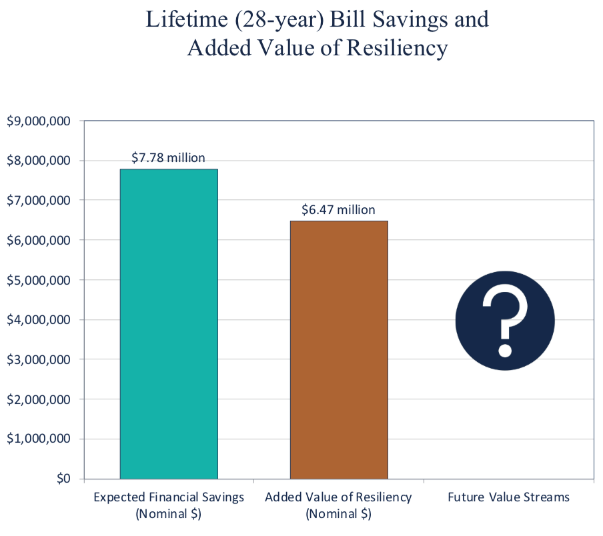 Lifetime (28-year) Bill Savings and
Added Value of Resiliency
$9,000,000
$8,000,000
$7,000,000
$6,000,000
$5,000,000
$4,000,000
$3,000,000
$2,000,000
$1,000,000
$0
$7.78 million
$6.47 million
?
Expected Financial Savings
(Nominal $)
Added Value of Resiliency
(Nominal $)
Future Value Streams